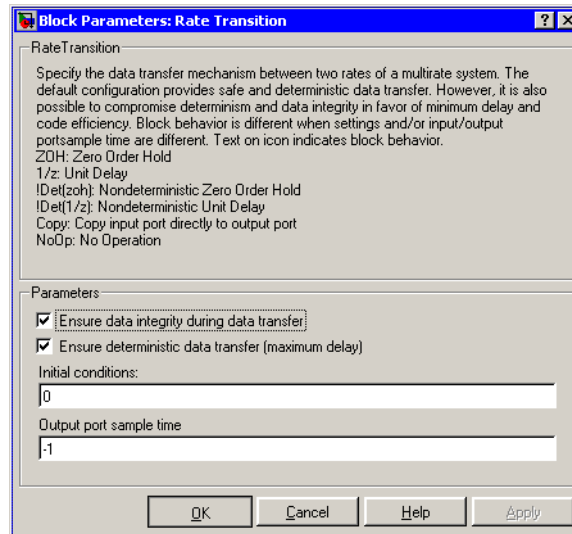 Block Parameters: Rate Transition
RateTransition
Specify the data transfer mechanism between two rates of a multirate system. The
default configuration provides safe and deterministic data transfer. However, it is also
possible to compromise determinism and data integrity in favor of minimum delay and
code efficiency. Block behavior is different when settings and/or input/output
portsample time are different. Text on icon indicates block behavior.
ZOH: Zero Order Hold
1/z: Unit Delay
!Det(zoh): Nondeterministic Zero Order Hold
!Det(1/z): Nondeterministic Unit Delay
Copy: Copy input port directly to output port
NoOp: No Operation
Parameters
Ensure data integrity during data transfer
Ensure deterministic data transfer (maximum delay)
Initial conditions:
0
Output port sample time
-1
OK Cancel Help Apply